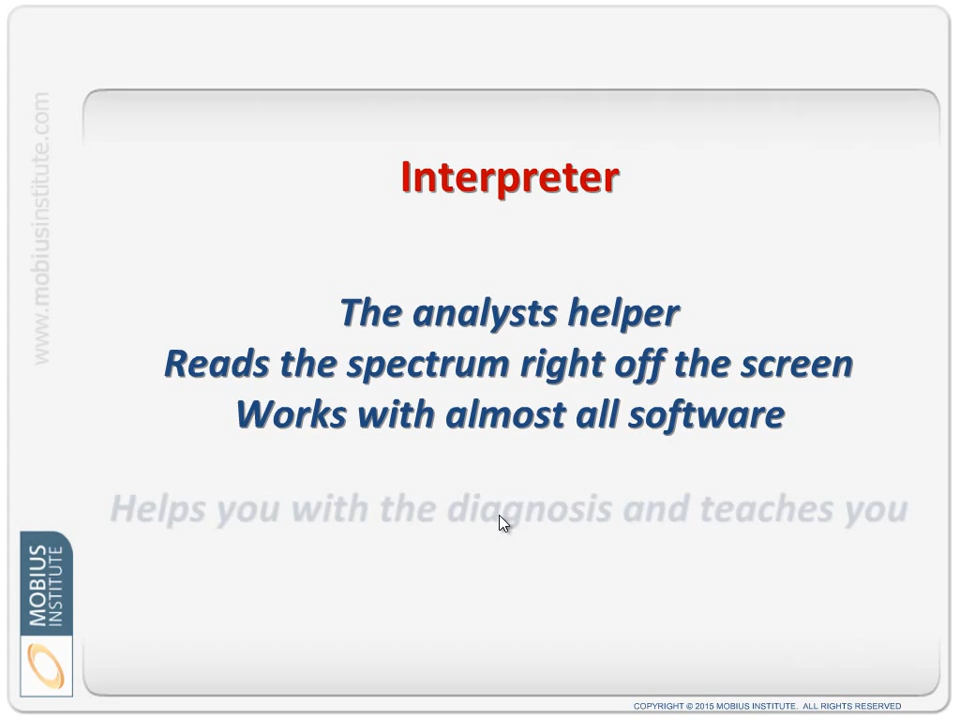 www.mobiusinstitute.com
Interpreter
The analysts helper
Reads the spectrum right off the screen
Works with almost all software
Helps you with the diagnosis and teaches you
MOBIUS
INSTITUTE
COPYRIGHT © 2015 MOBIUS INSTITUTE. ALL RIGHTS RESERVED